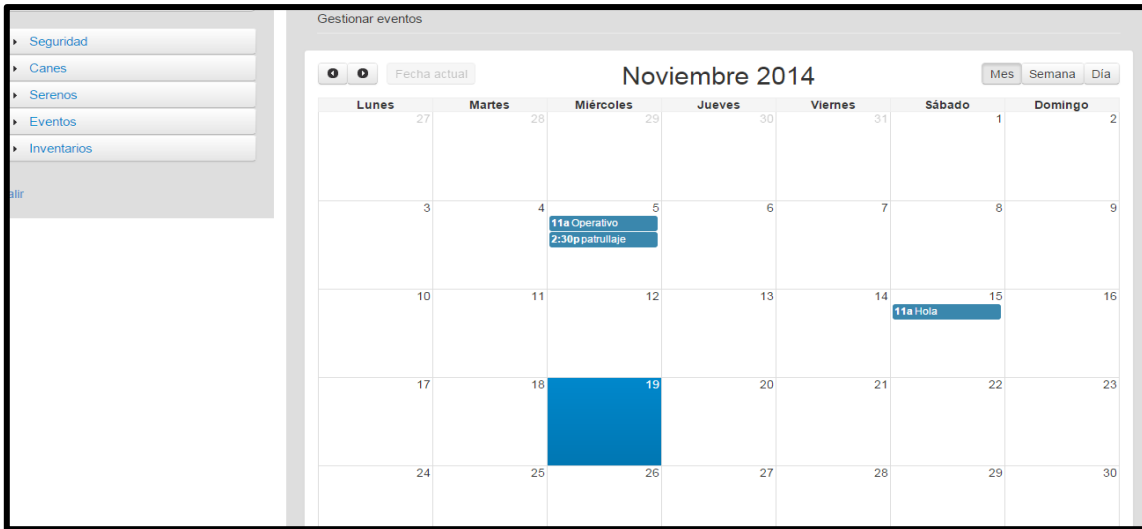 Gestionar eventos
Seguridad
Canes
Serenos
Eventos
Inventarios
alir
Fecha actual
Noviembre 2014
Mes Semana Día
Lunes Martes Miércoles Jueves Viernes Sábado Domingo
27 28 29 30 31 1 2
3 4 5 6 7 8 9
11a Operativo
2:30p patrullaje
10 11 12 13 14 15 16
11a Hola
17 18 19 20 21 22 23
24 25 26 27 28 29 30